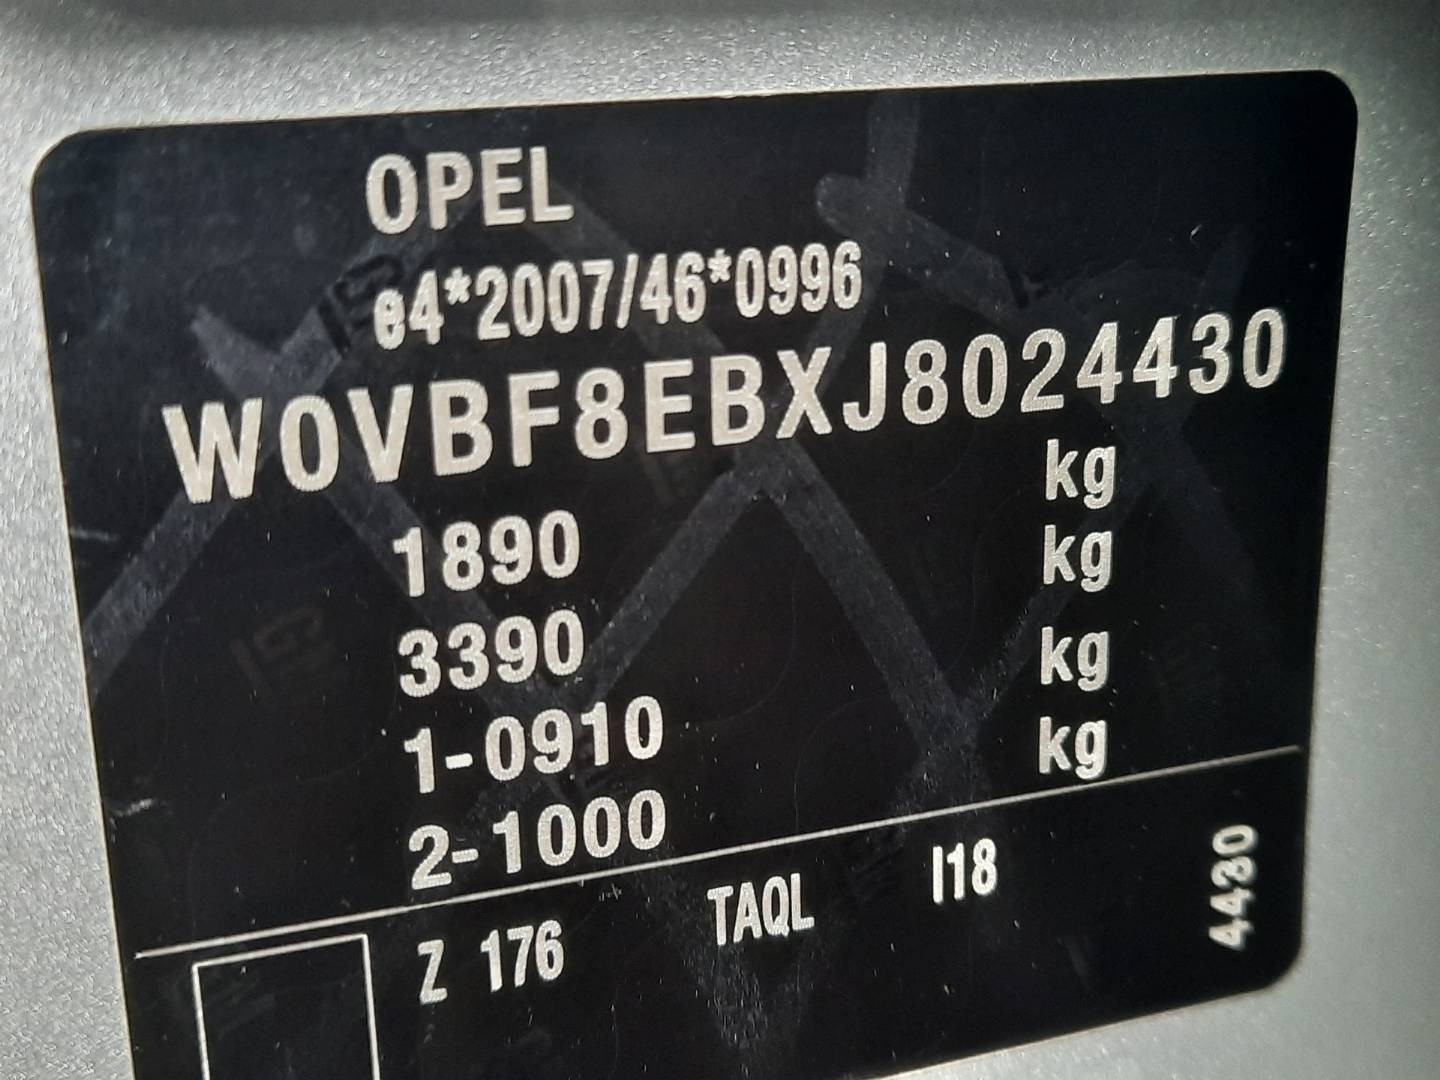 OPEL
e4*2007/46*0996
W0VBF8EBXJ8024430
kg
1890 kg
3390 kg
1-0910 kg
2-1000
Z 176 TAQL I18 4430